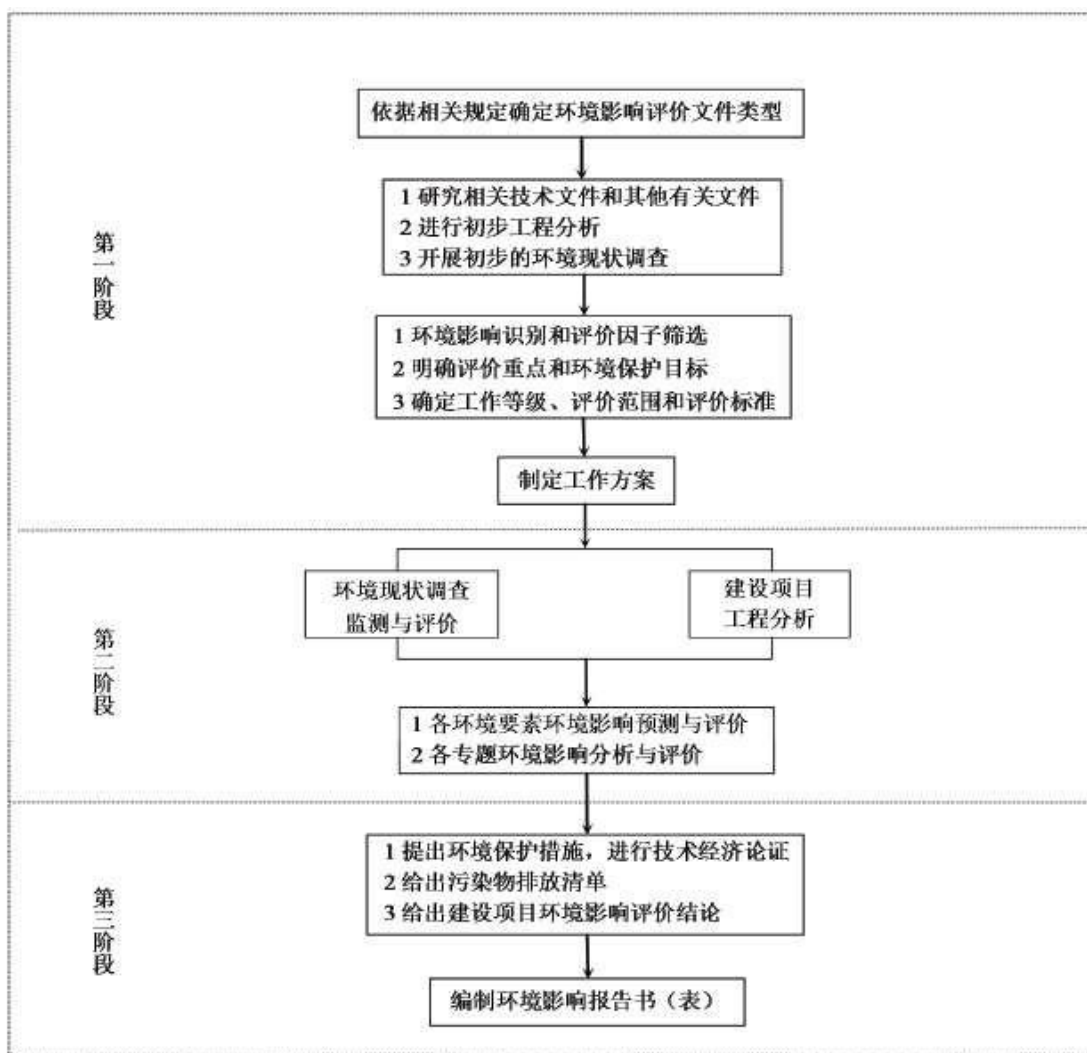 依据相关规定确定环境影响评价文件类型
1 研究相关技术文件和其他有关文件
2 进行初步工程分析
3 开展初步的环境现状调查
第一阶段
1 环境影响识别和评价因子筛选
2 明确评价重点和环境保护目标
3 确定工作等级、评价范围和评价标准
制定工作方案
环境现状调查
监测与评价
建设项目
工程分析
第二阶段
1 各环境要素环境影响预测与评价
2 各专题环境影响分析与评价
1 提出环境保护措施，进行技术经济论证
2 给出污染物排放清单
3 给出建设项目环境影响评价结论
第三阶段
编制环境影响报告书（表）